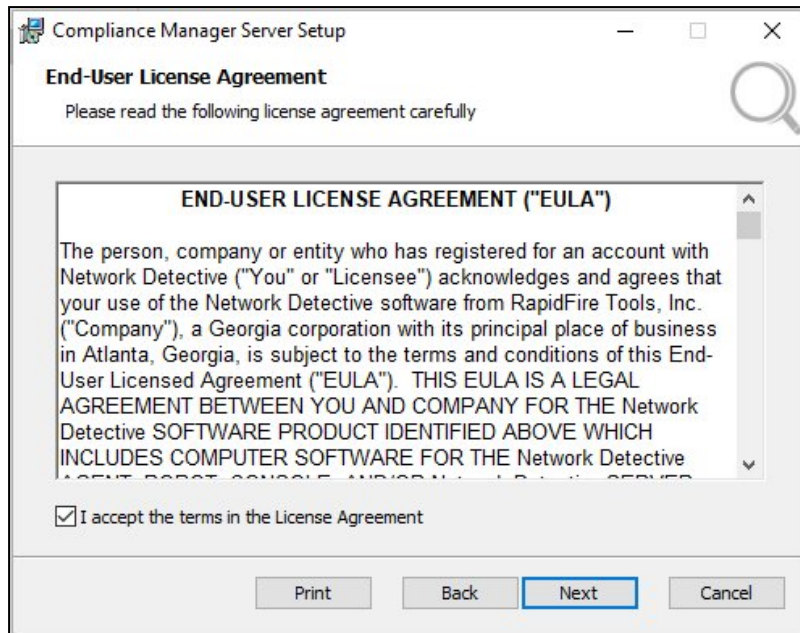 Compliance Manager Server Setup
End-User License Agreement
Please read the following license agreement carefully
END-USER LICENSE AGREEMENT ("EULA")
The person, company or entity who has registered for an account with
Network Detective ("You" or "Licensee") acknowledges and agrees that
your use of the Network Detective software from RapidFire Tools, Inc.
("Company"), a Georgia corporation with its principal place of business
in Atlanta, Georgia, is subject to the terms and conditions of this End-
User Licensed Agreement ("EULA").  THIS EULA IS A LEGAL
AGREEMENT BETWEEN YOU AND COMPANY FOR THE Network
Detective SOFTWARE PRODUCT IDENTIFIED ABOVE WHICH
INCLUDES COMPUTER SOFTWARE FOR THE Network Detective
I accept the terms in the License Agreement
Print Back Next Cancel